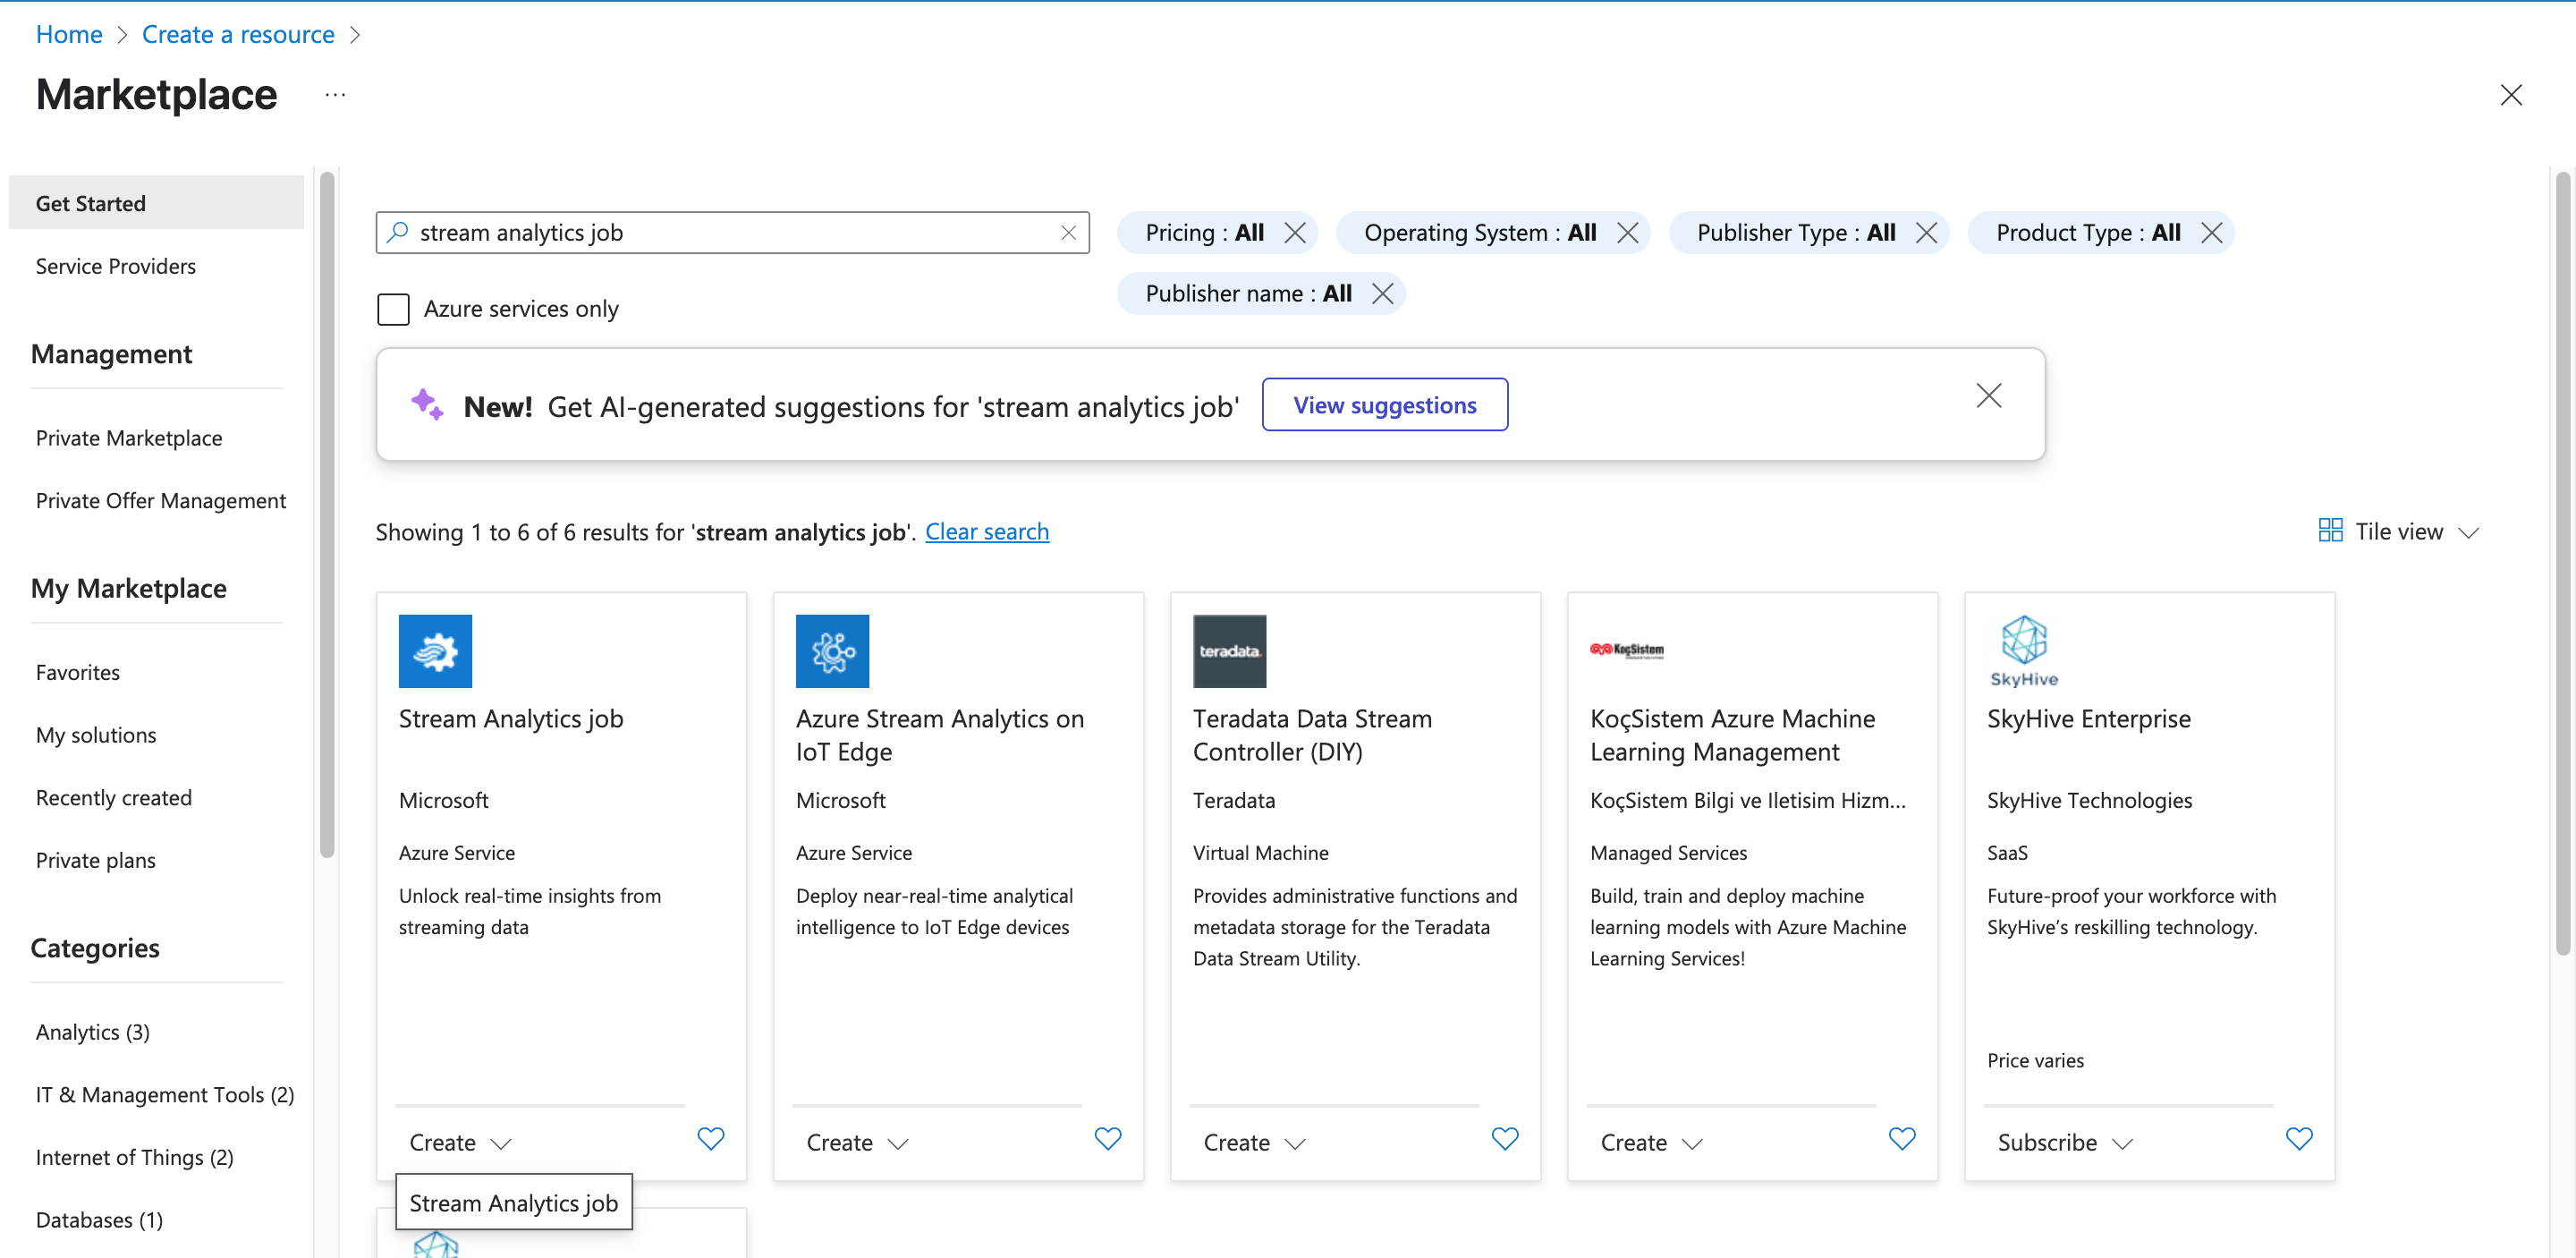 Home > Create a resource >
Marketplace ...
Get Started
Service Providers
Management
Private Marketplace
Private Offer Management
My Marketplace
Favorites
My solutions
Recently created
Private plans
Categories
Analytics (3)
IT & Management Tools (2)
Internet of Things (2)
Databases (1)
stream analytics job
Pricing : All
Operating System : All
Publisher Type : All
Product Type : All
Publisher name : All
Azure services only
New! Get AI-generated suggestions for 'stream analytics job'
View suggestions
Showing 1 to 6 of 6 results for 'stream analytics job'. Clear search
Tile view
Stream Analytics job
Microsoft
Azure Service
Unlock real-time insights from
streaming data
Create
Stream Analytics job
Azure Stream Analytics on
IoT Edge
Microsoft
Azure Service
Deploy near-real-time analytical
intelligence to IoT Edge devices
Create
teradata.
Teradata Data Stream
Controller (DIY)
Teradata
Virtual Machine
Provides administrative functions and
metadata storage for the Teradata
Data Stream Utility.
Create
KoçSistem
KoçSistem Azure Machine
Learning Management
KoçSistem Bilgi ve Iletisim Hizm...
Managed Services
Build, train and deploy machine
learning models with Azure Machine
Learning Services!
Create
SkyHive
SkyHive Enterprise
SkyHive Technologies
SaaS
Future-proof your workforce with
SkyHive’s reskilling technology.
Price varies
Subscribe